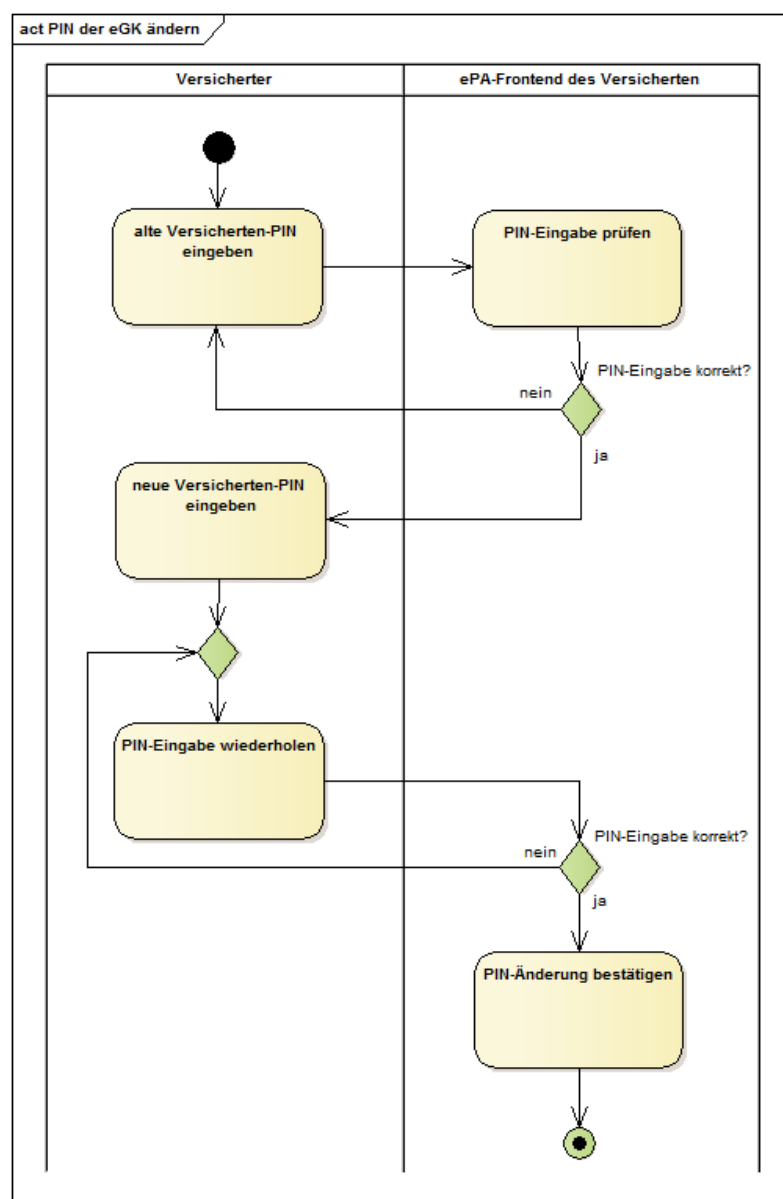 act PIN der eGK ändern
Versicherter
ePA-Frontend des Versicherten
alte Versicherten-PIN
eingeben
PIN-Eingabe prüfen
PIN-Eingabe korrekt?
nein
ja
neue Versicherten-PIN
eingeben
PIN-Eingabe wiederholen
PIN-Eingabe korrekt?
nein
ja
PIN-Änderung bestätigen